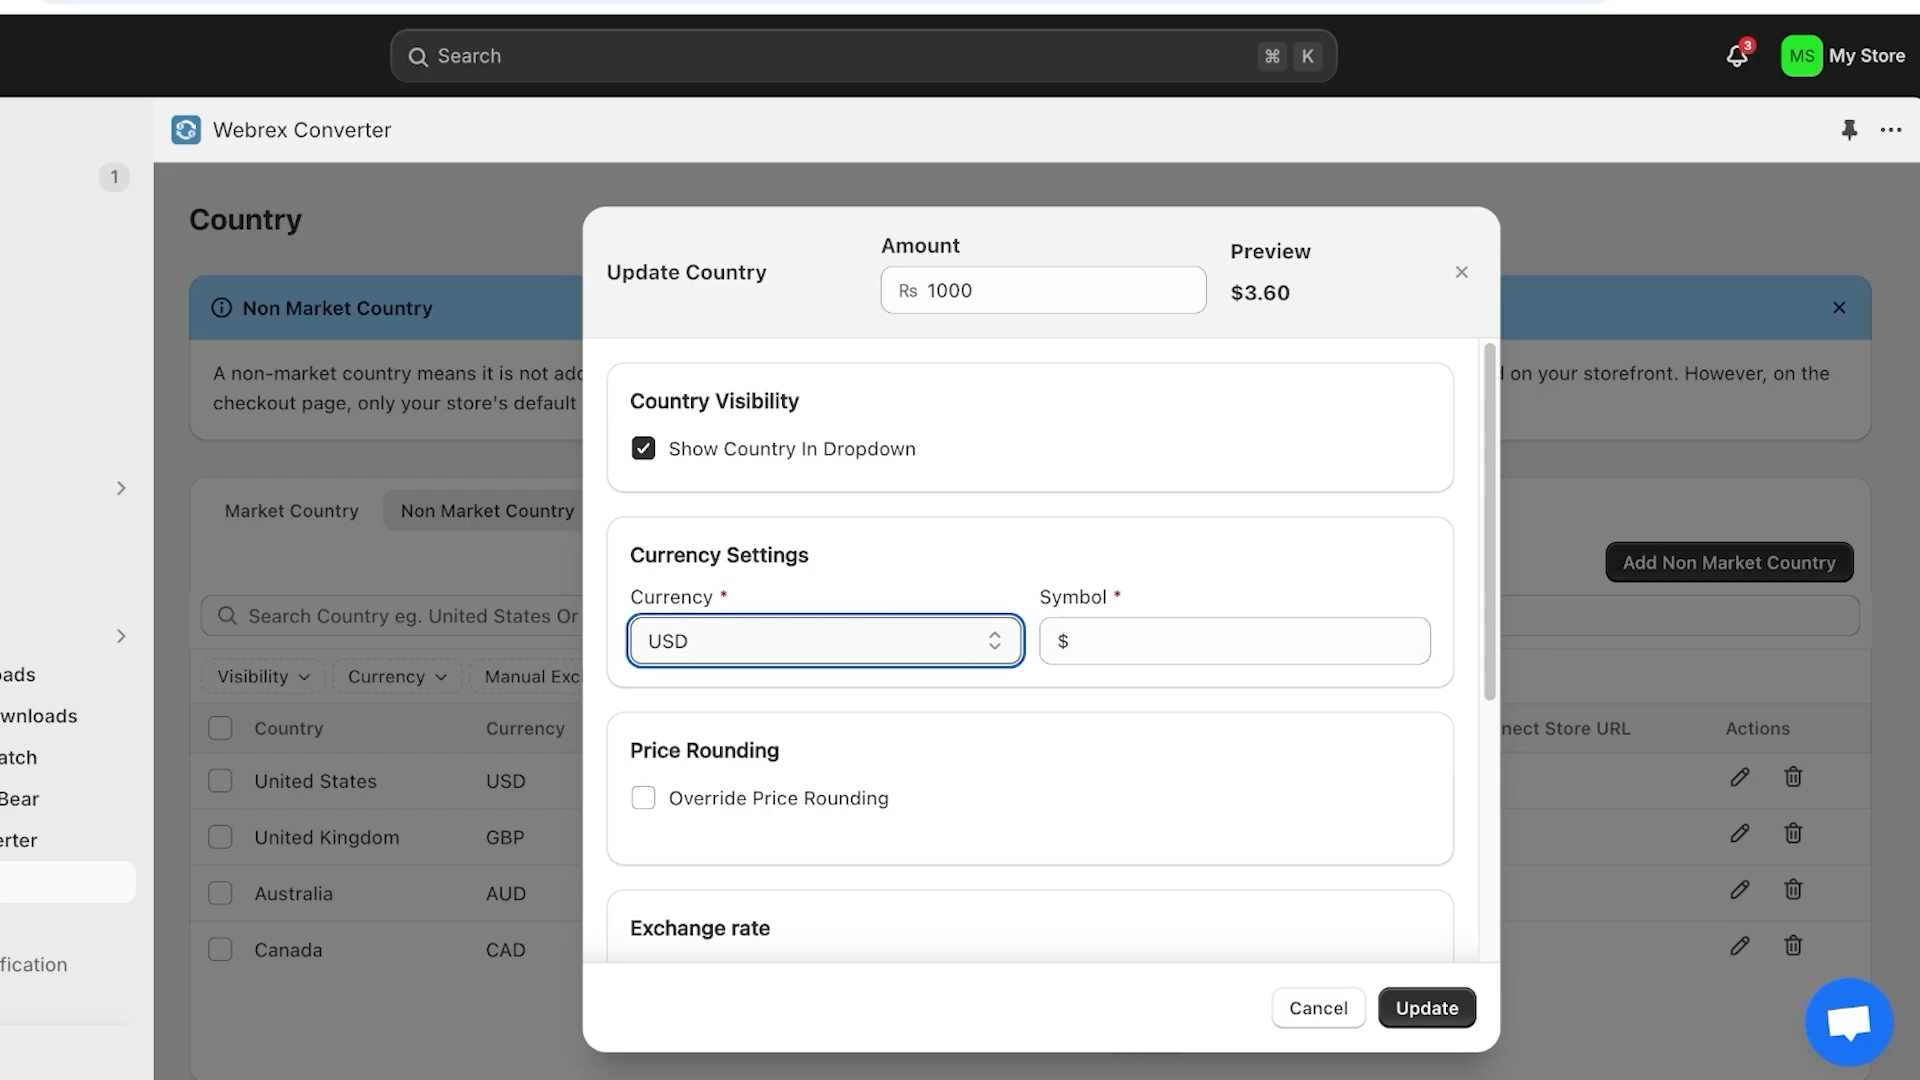 Search
⌘ K
3
MS
My Store
Webrex Converter
1
Country
Non Market Country
A non-market country means it is not
on your storefront. However, on the
checkout page, only your store's default
Market Country
Non Market Country
Add Non Market Country
Search Country eg. United States Or
Visibility
Currency
Manual
Country
Currency
Store URL
Actions
United States
USD
United Kingdom
GBP
Australia
AUD
Canada
CAD
Update Country
Amount
Rs 1000
Preview
$3.60
Country Visibility
Show Country In Dropdown
Currency Settings
Currency *
USD
Symbol *
$
Price Rounding
Override Price Rounding
Exchange rate
Cancel
Update
oads
wnloads
atch
Bear
erter
fication